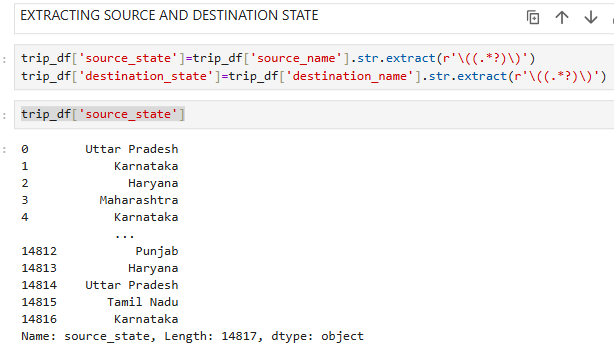 EXTRACTING SOURCE AND DESTINATION STATE
: trip_df['source_state']=trip_df['source_name'].str.extract(r'\((.*?)\)')
trip_df['destination_state']=trip_df['destination_name'].str.extract(r'\((.*?)\)')
: trip_df['source_state']
: 0 Uttar Pradesh
1 Karnataka
2 Haryana
3 Maharashtra
4 Karnataka
...
14812 Punjab
14813 Haryana
14814 Uttar Pradesh
14815 Tamil Nadu
14816 Karnataka
Name: source_state, Length: 14817, dtype: object